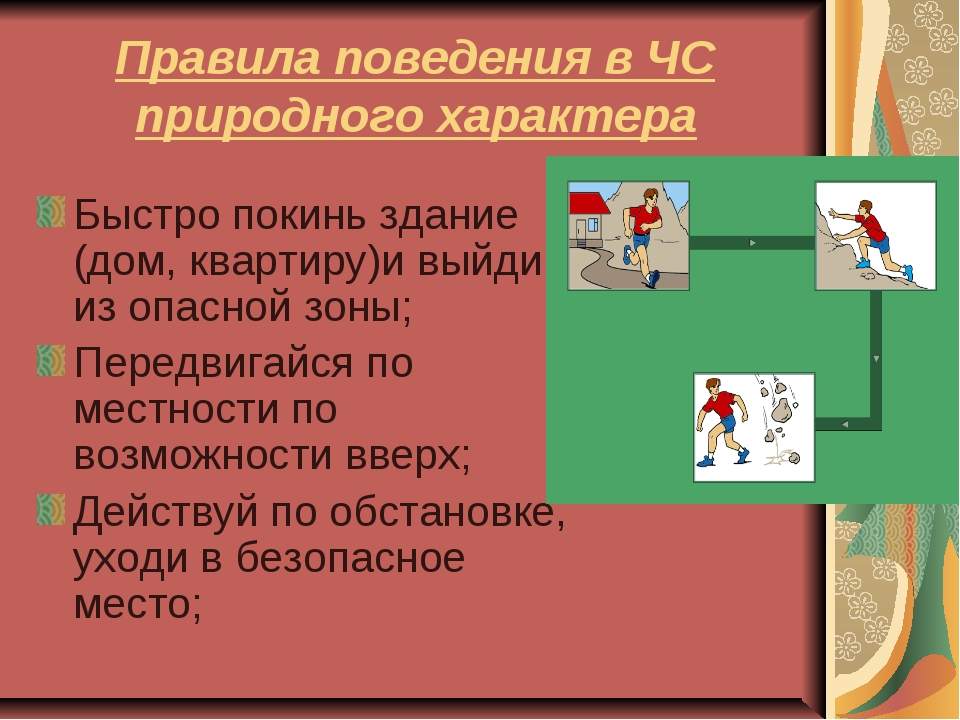 Правила поведения в ЧС
природного характера
Быстро покинь здание
(дом, квартиру)и выйди
из опасной зоны;
Передвигайся по
местности по
возможности вверх;
Действуй по обстановке,
уходи в безопасное
место;